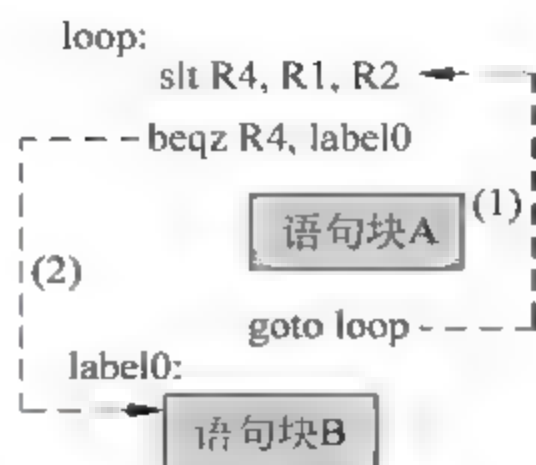 loop:
slt R4, R1, R2
beqz R4, label0
语句块A
(1)
(2)
goto loop
label0:
语句块B